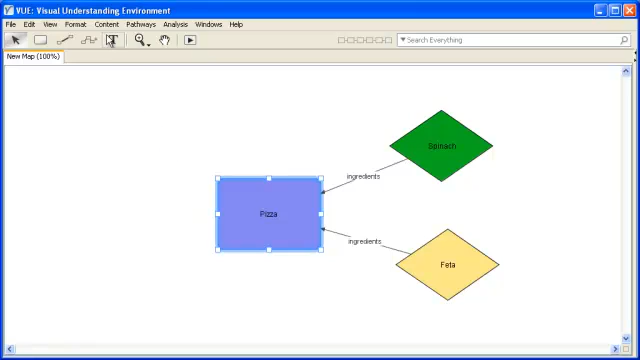 VUE: Visual Understanding Environment
File Edit View Format Content Pathways Analysis Windows Help
T
Search Everything
New Map (100%)
Spinach
ingredients
Pizza
ingredients
Feta